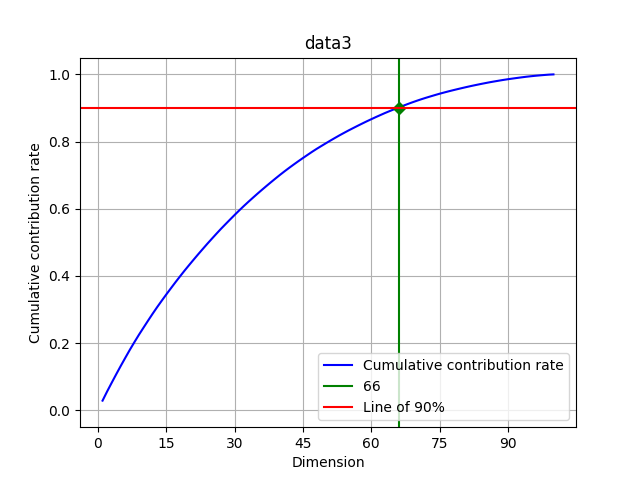 data3
Cumulative contribution rate
1.0
0.8
0.6
0.4
0.2
0.0
Cumulative contribution rate
66
Line of 90%
0 15 30 45 60 75 90
Dimension